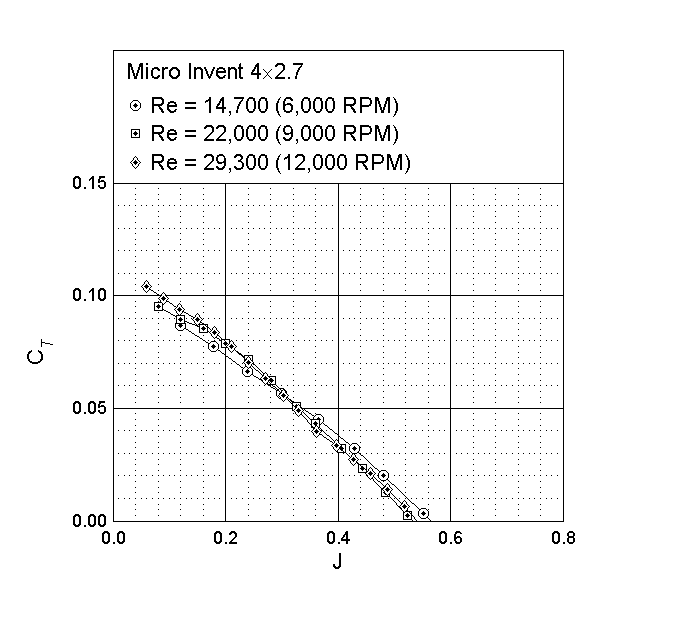 Micro Invent 4×2.7
Re = 14,700 (6,000 RPM)
Re = 22,000 (9,000 RPM)
Re = 29,300 (12,000 RPM)
0.15
0.10
C_T
0.05
0.00
0.0 0.2 0.4 0.6 0.8
J